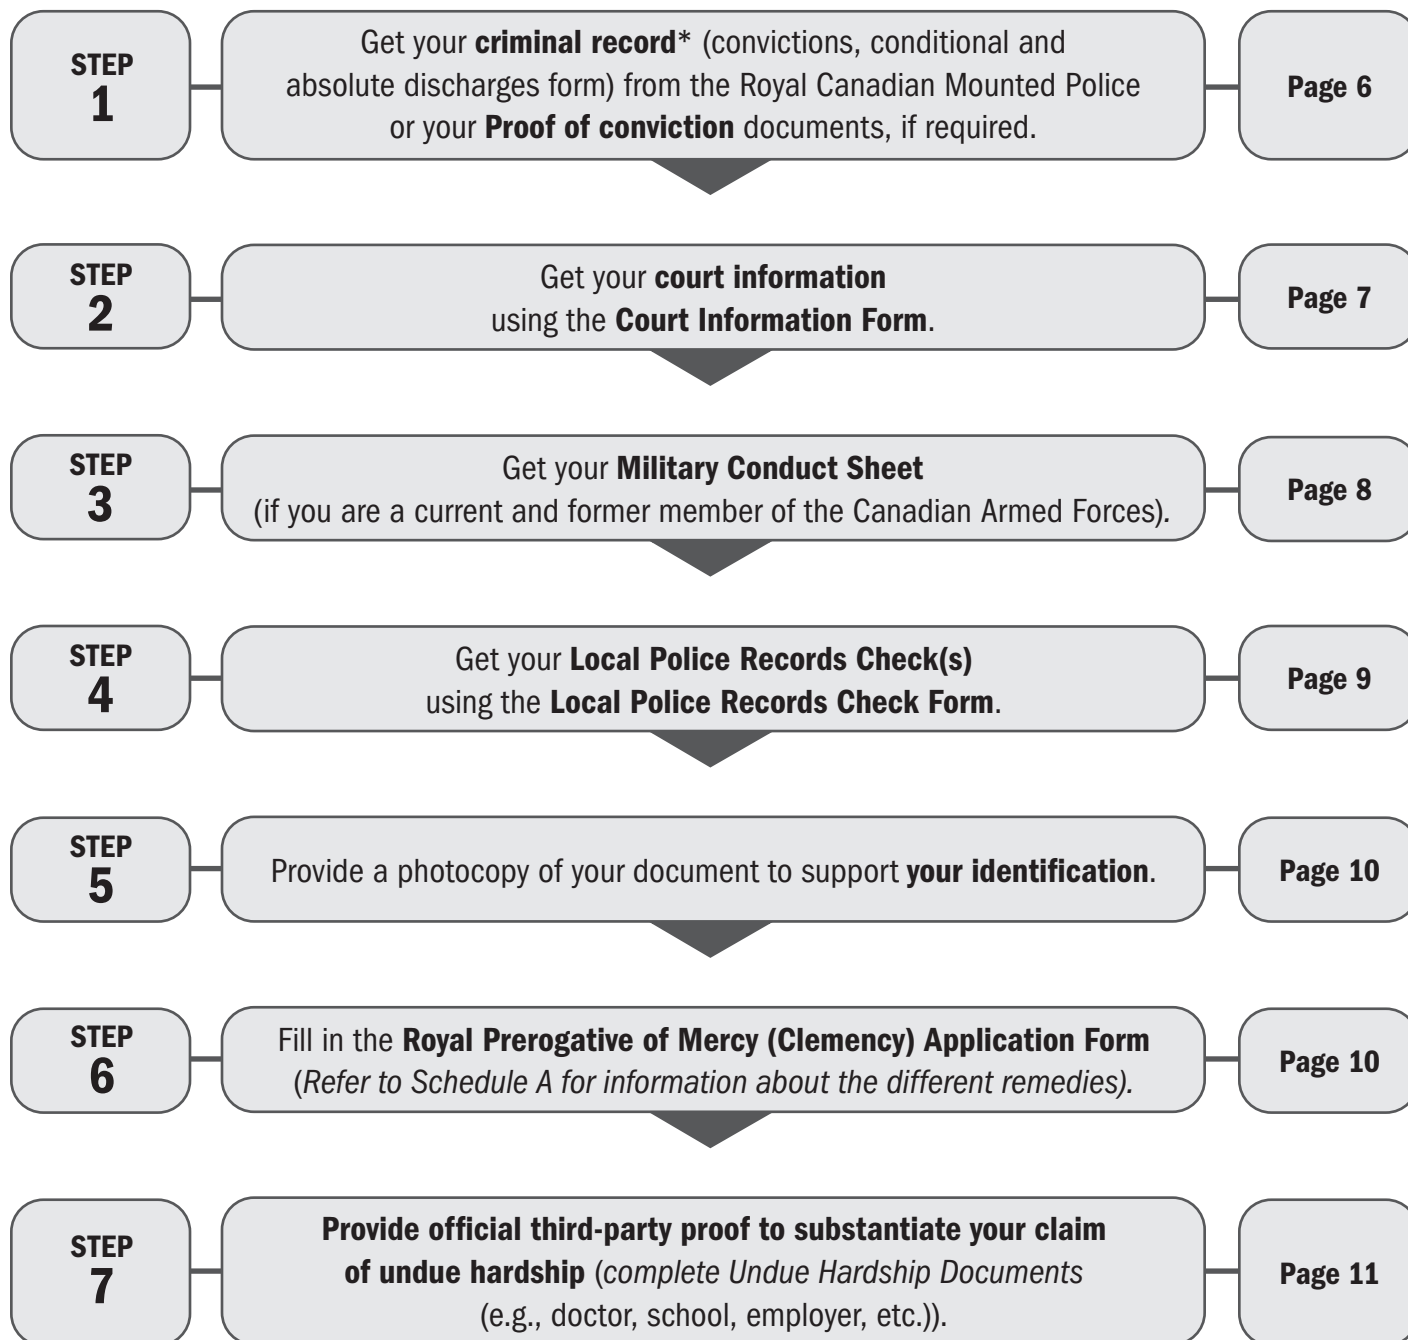 STEP
1
Get your criminal record* (convictions, conditional and
absolute discharges form) from the Royal Canadian Mounted Police
or your Proof of conviction documents, if required.
Page 6
STEP
2
Get your court information
using the Court Information Form.
Page 7
STEP
3
Get your Military Conduct Sheet
(if you are a current and former member of the Canadian Armed Forces).
Page 8
STEP
4
Get your Local Police Records Check(s)
using the Local Police Records Check Form.
Page 9
STEP
5
Provide a photocopy of your document to support your identification.
Page 10
STEP
6
Fill in the Royal Prerogative of Mercy (Clemency) Application Form
(Refer to Schedule A for information about the different remedies).
Page 10
STEP
7
Provide official third-party proof to substantiate your claim
of undue hardship (complete Undue Hardship Documents
(e.g., doctor, school, employer, etc.)).
Page 11